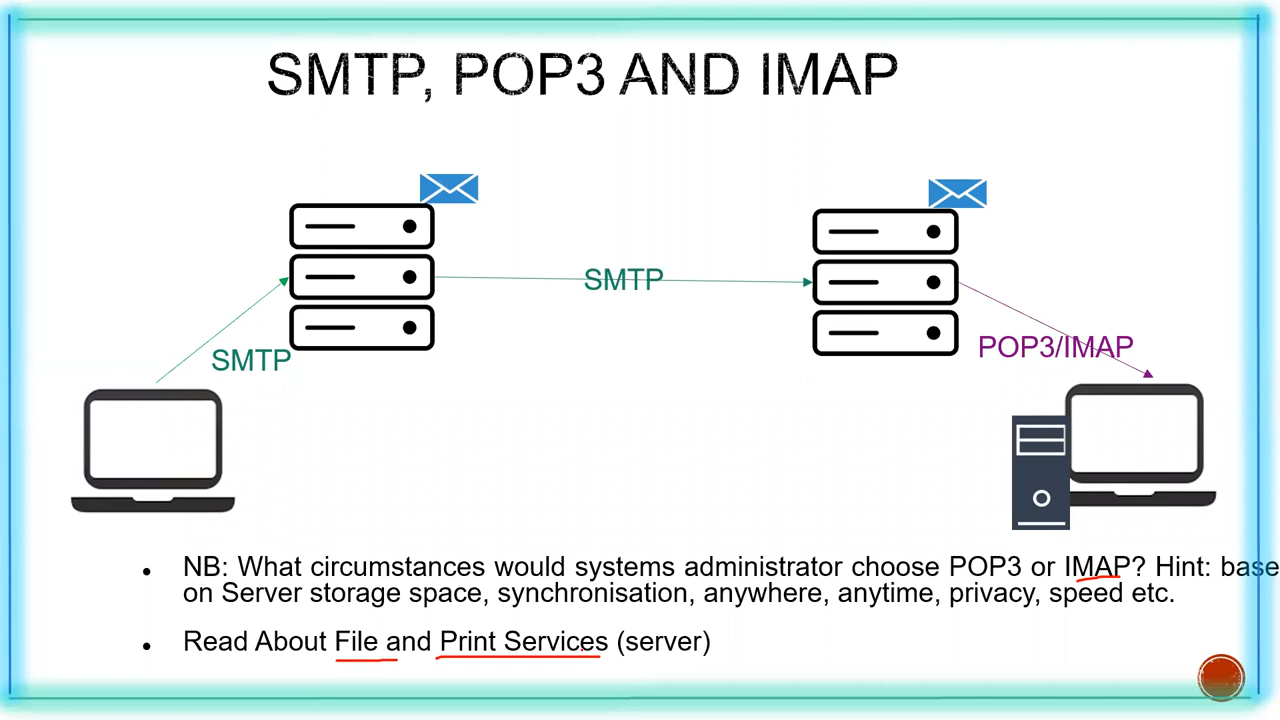 SMTP, POP3 AND IMAP
SMTP
SMTP
POP3/IMAP
NB: What circumstances would systems administrator choose POP3 or IMAP? Hint: base
on Server storage space, synchronisation, anywhere, anytime, privacy, speed etc.
Read About File and Print Services (server)